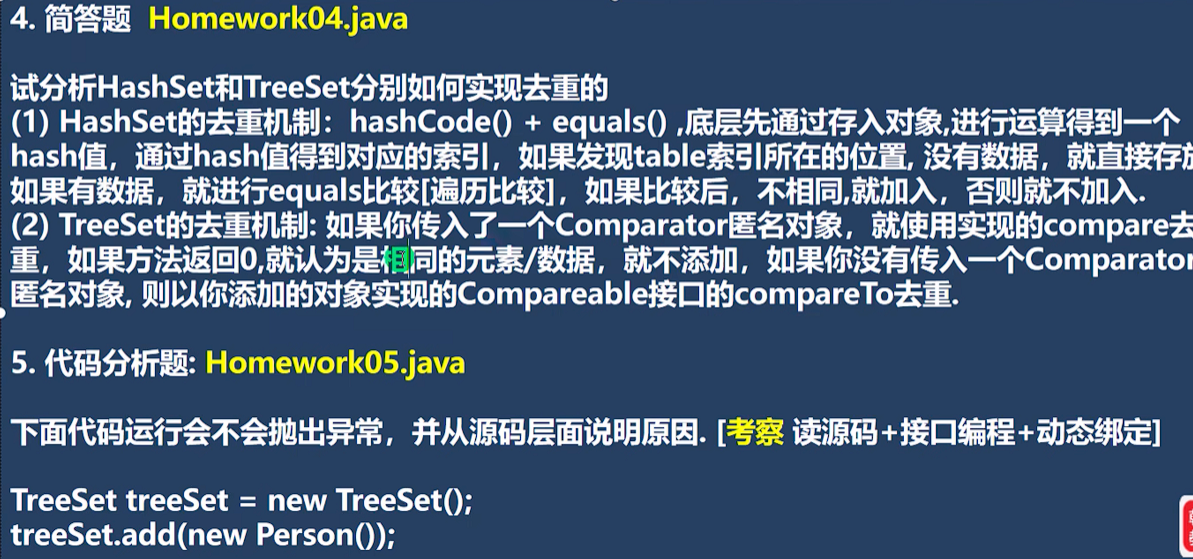 4. 简答题 Homework04.java
试分析HashSet和TreeSet分别如何实现去重的
(1) HashSet的去重机制：hashCode() + equals() ,底层先通过存入对象,进行运算得到一个
hash值，通过hash值得到对应的索引，如果发现table索引所在的位置, 没有数据，就直接存放
如果有数据，就进行equals比较[遍历比较]，如果比较后，不相同,就加入，否则就不加入.
(2) TreeSet的去重机制: 如果你传入了一个Comparator匿名对象，就使用实现的compare去
重，如果方法返回0,就认为是相同的元素/数据，就不添加，如果你没有传入一个Comparator
匿名对象, 则以你添加的对象实现的Compareable接口的compareTo去重.
5. 代码分析题: Homework05.java
下面代码运行会不会抛出异常，并从源码层面说明原因. [考察 读源码+接口编程+动态绑定]
TreeSet treeSet = new TreeSet();
treeSet.add(new Person());